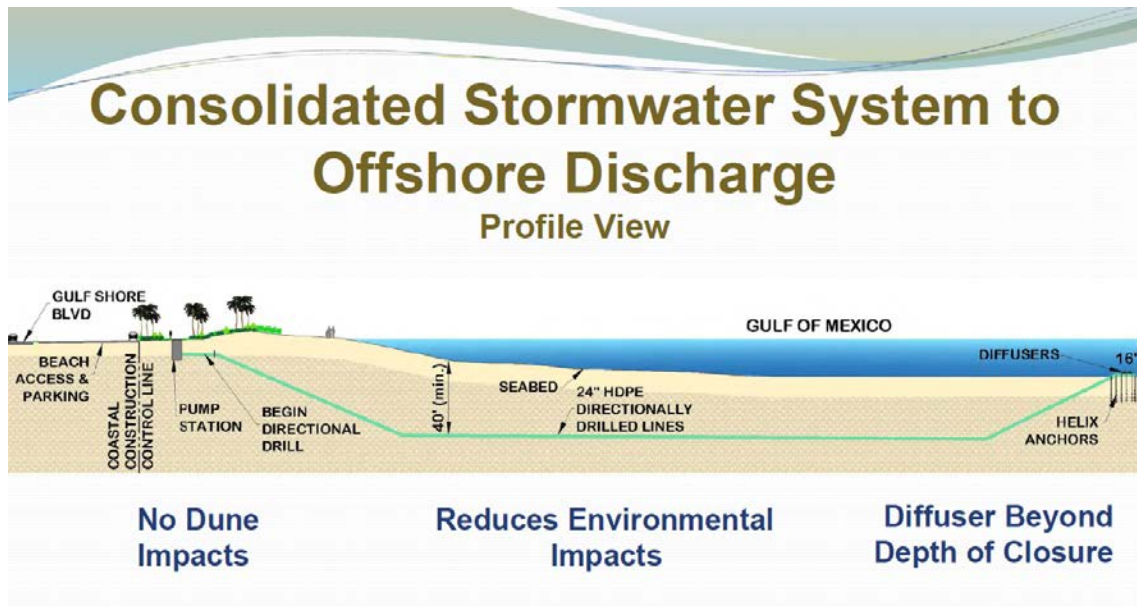 Consolidated Stormwater System to
Offshore Discharge
Profile View
GULF SHORE
BLVD
BEACH
ACCESS &
PARKING
COASTAL
CONSTRUCTION
CONTROL LINE
PUMP
STATION
BEGIN
DIRECTIONAL
DRILL
40' (min.)
SEABED
24" HDPE
DIRECTIONALLY
DRILLED LINES
GULF OF MEXICO
DIFFUSERS
16'
HELIX
ANCHORS
No Dune
Impacts
Reduces Environmental
Impacts
Diffuser Beyond
Depth of Closure